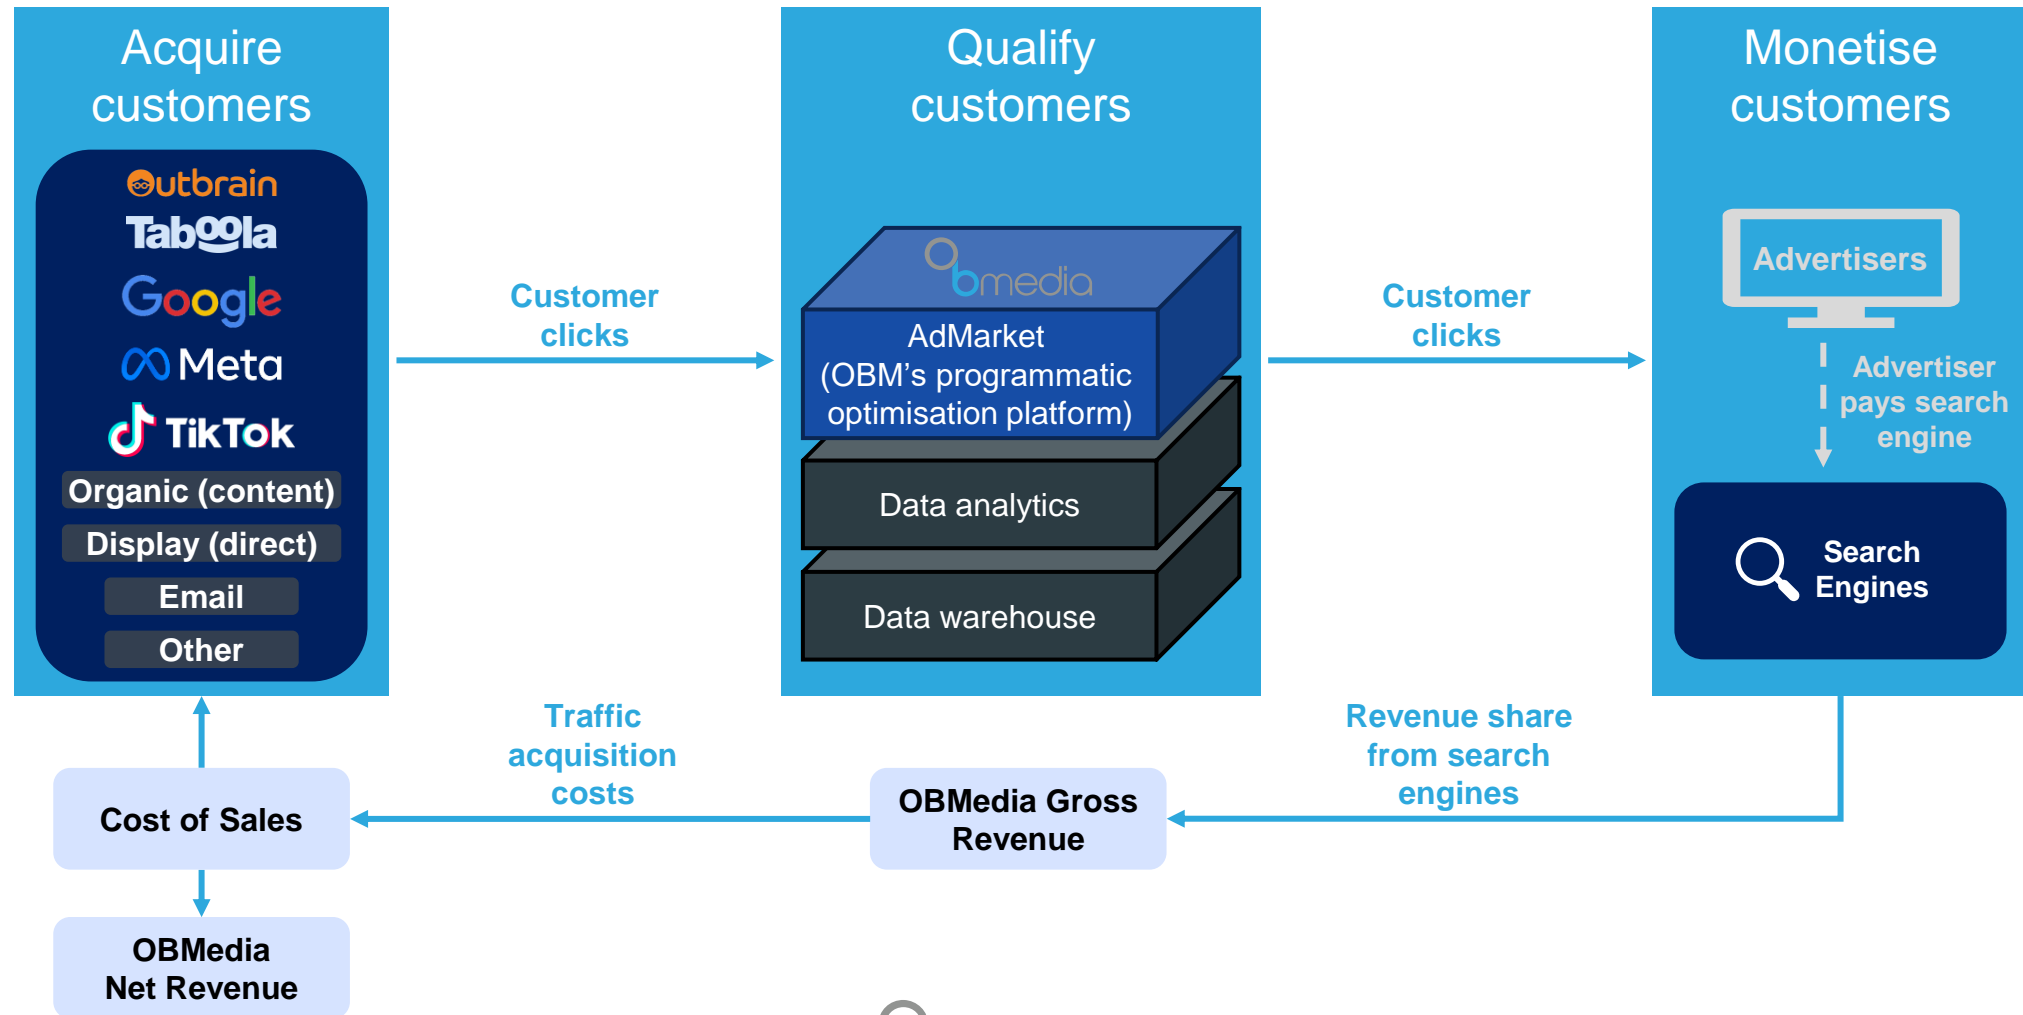 Acquire
customers
Outbrain
Taboola
Google
Meta
TikTok
Organic (content)
Display (direct)
Email
Other
Customer
clicks
Qualify
customers
obmedia
AdMarket
(OBM's programmatic
optimisation platform)
Data analytics
Data warehouse
Customer
clicks
Monetise
customers
Advertisers
Advertiser
pays search
engine
Search
Engines
Traffic
acquisition
costs
Revenue share
from search
engines
Cost of Sales
OBMedia Gross
Revenue
OBMedia
Net Revenue